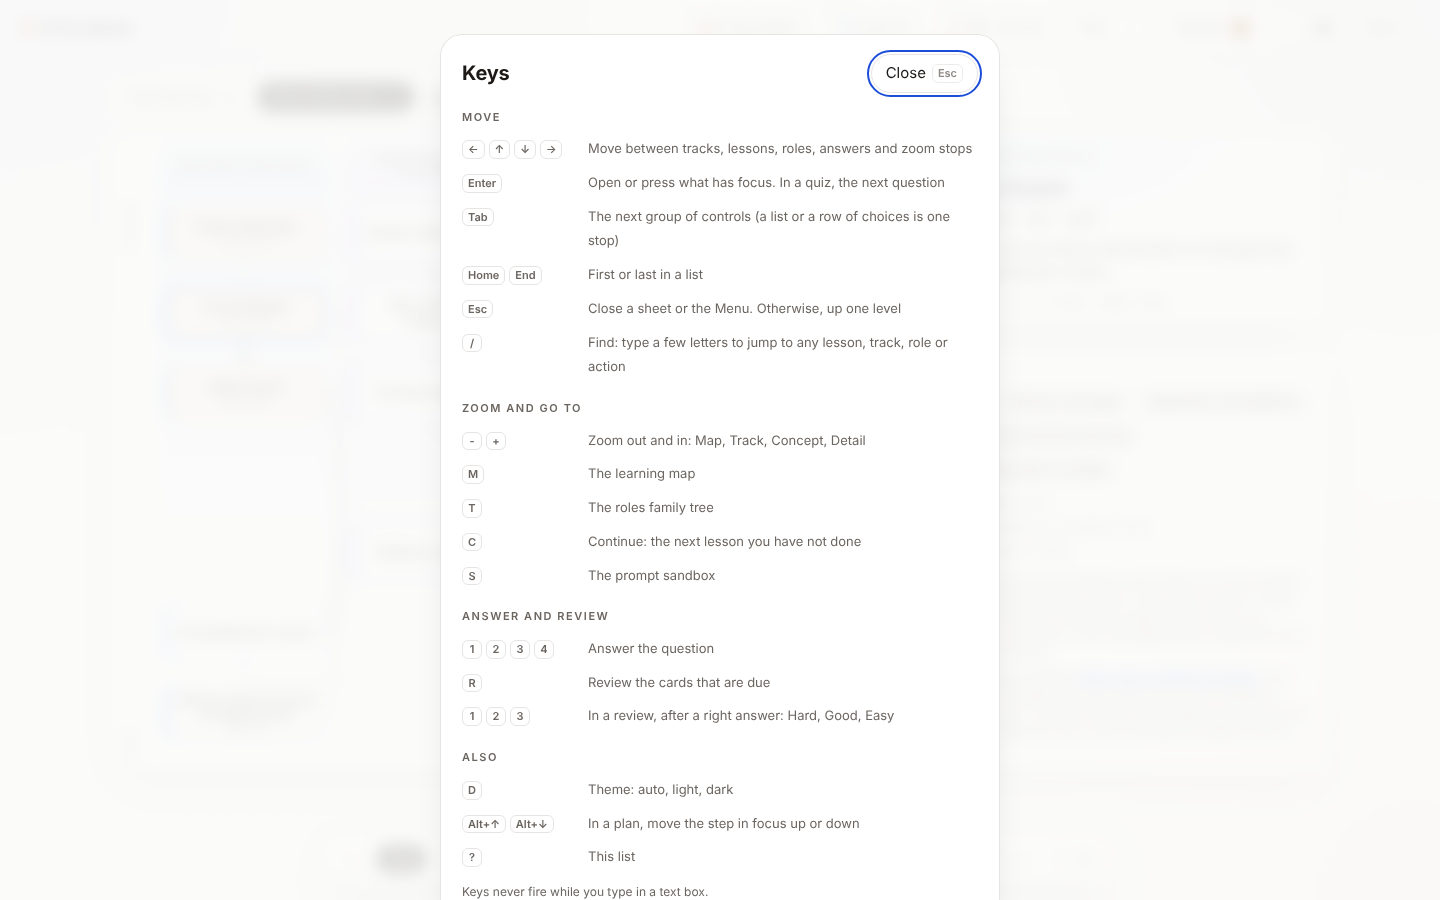 Keys
Close Esc
MOVE
← ↑ ↓ → Move between tracks, lessons, roles, answers and zoom stops
Enter Open or press what has focus. In a quiz, the next question
Tab The next group of controls (a list or a row of choices is one
stop)
Home End First or last in a list
Esc Close a sheet or the Menu. Otherwise, up one level
/ Find: type a few letters to jump to any lesson, track, role or
action
ZOOM AND GO TO
- + Zoom out and in: Map, Track, Concept, Detail
M The learning map
T The roles family tree
C Continue: the next lesson you have not done
S The prompt sandbox
ANSWER AND REVIEW
1 2 3 4 Answer the question
R Review the cards that are due
1 2 3 In a review, after a right answer: Hard, Good, Easy
ALSO
D Theme: auto, light, dark
Alt+↑ Alt+↓ In a plan, move the step in focus up or down
? This list
Keys never fire while you type in a text box.